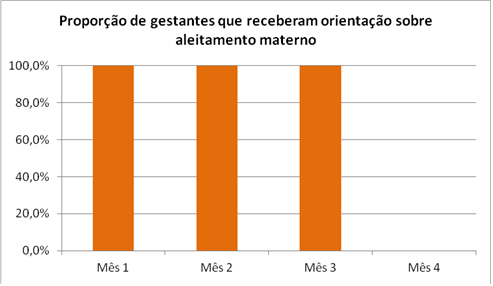 Proporção de gestantes que receberam orientação sobre
aleitamento materno
100,0%
80,0%
60,0%
40,0%
20,0%
0,0%
Mês 1 Mês 2 Mês 3 Mês 4